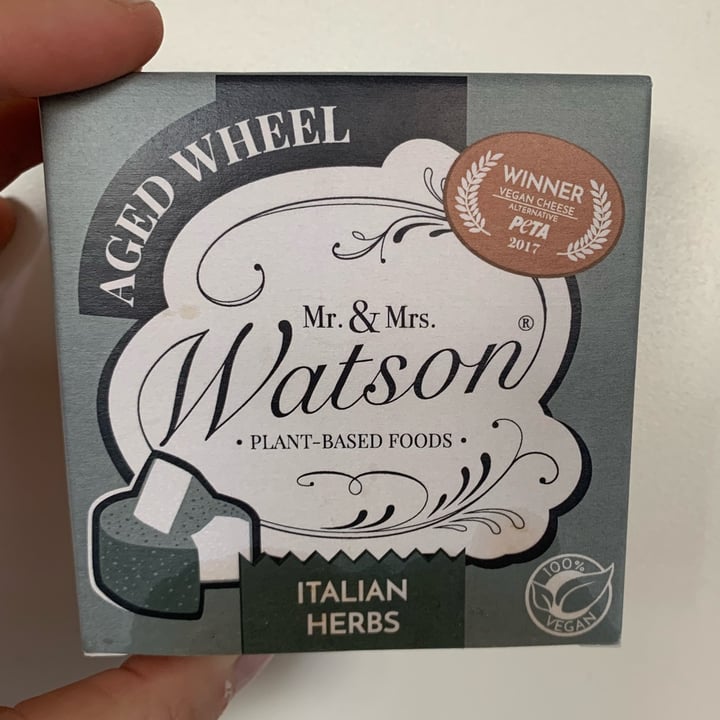 AGED WHEEL
WINNER
VEGAN CHEESE
ALTERNATIVE
PeTA
2017
Mr. & Mrs.
Watson®
• PLANT-BASED FOODS •
ITALIAN
HERBS
100%
VEGAN